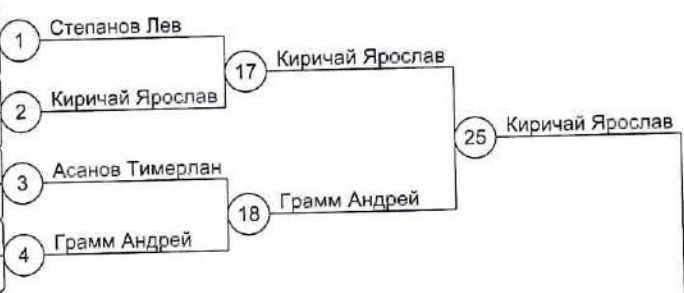 1 Степанов Лев
17 Киричай Ярослав
2 Киричай Ярослав
25 Киричай Ярослав
3 Асанов Тимерлан
18 Грамм Андрей
4 Грамм Андрей